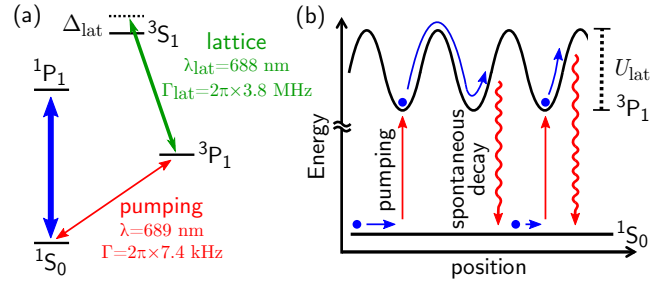 (a)
Δlat
³S₁
lattice
λlat=688 nm
Γlat=2π×3.8 MHz
¹P₁
³P₁
pumping
λ=689 nm
Γ=2π×7.4 kHz
¹S₀
(b)
Energy
pumping
spontaneous
decay
Ulat
³P₁
¹S₀
position